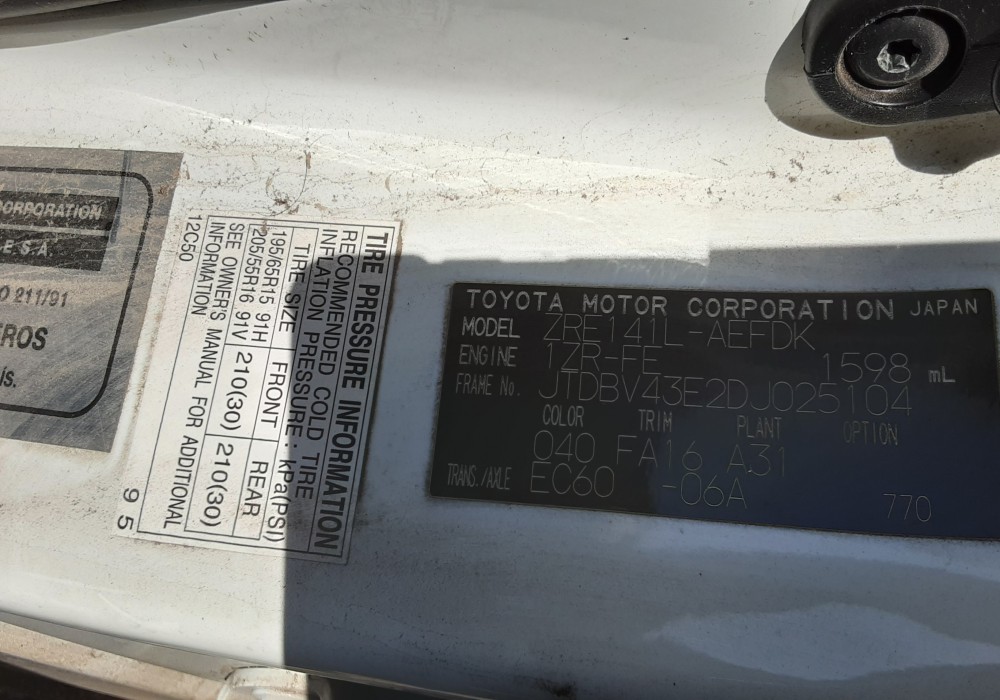 CORPORATION
E.S.A.
O 211/91
EROS
ís.
TIRE PRESSURE INFORMATION
RECOMMENDED COLD TIRE
INFLATION PRESSURE : kPa(PSI)
TIRE SIZE FRONT REAR
195/65R15 91H 210(30) 210(30)
205/55R16 91V
SEE OWNER'S MANUAL FOR ADDITIONAL
INFORMATION
12C50 95
TOYOTA MOTOR CORPORATION JAPAN
MODEL ZRE141L-AEFDK
ENGINE 1ZR-FE 1598 mL
FRAME No. JTDBV43E2DJ025104
COLOR TRIM PLANT OPTION
040 FA16 A31
TRANS./AXLE EC60 -06A 770